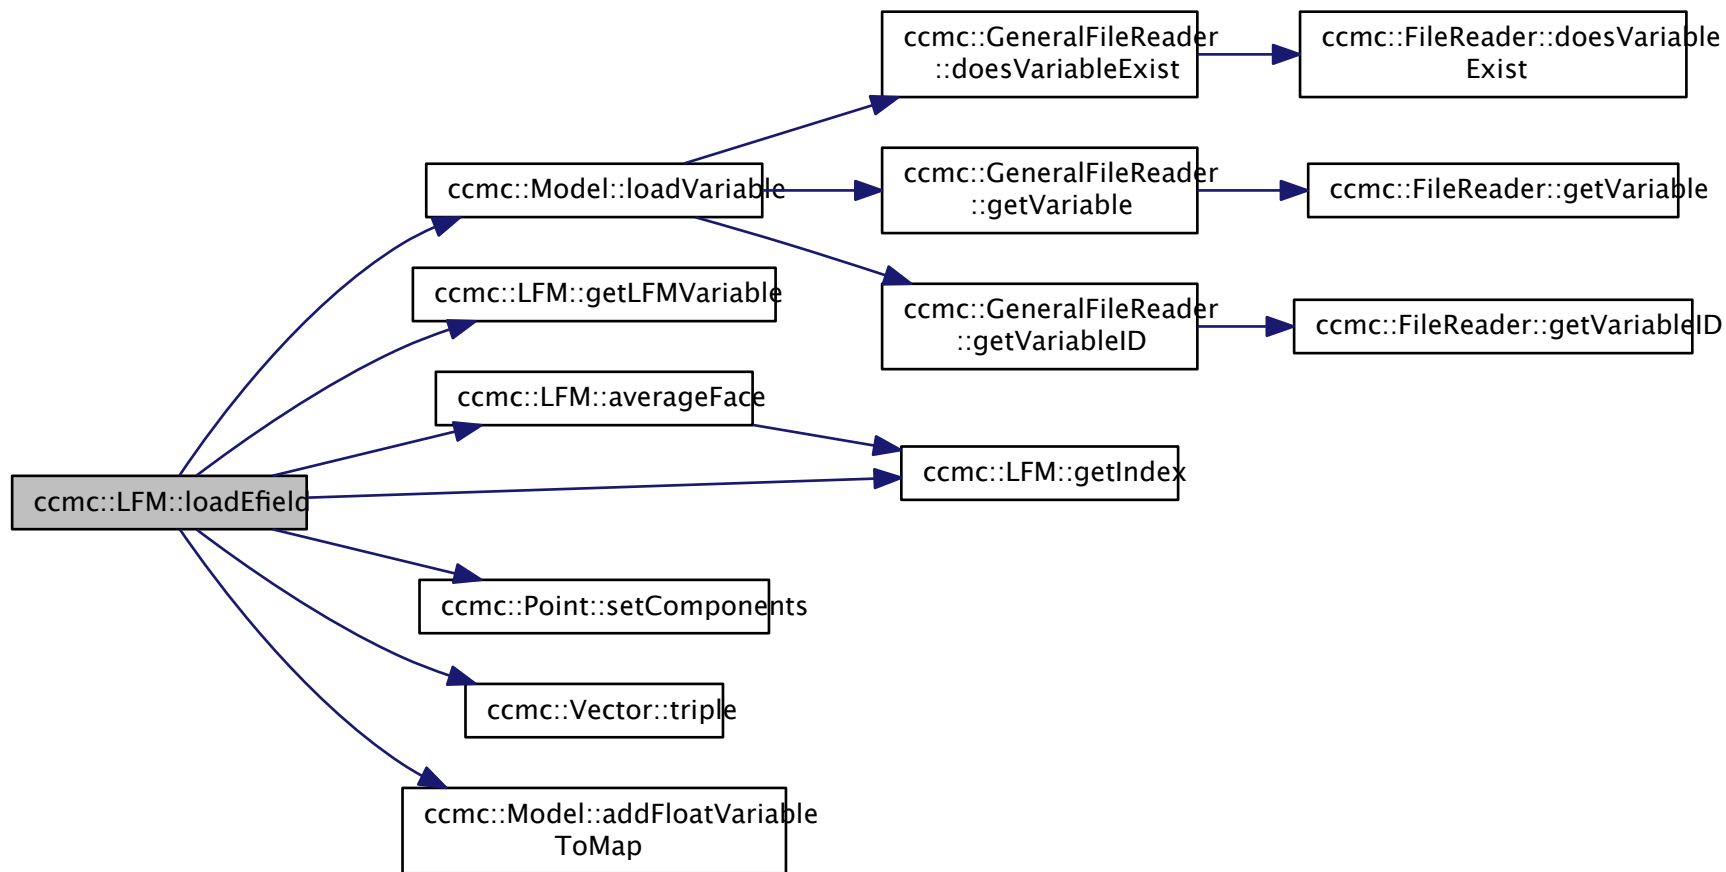 ccmc::GeneralFileReader
::doesVariableExist
ccmc::FileReader::doesVariable
Exist
ccmc::Model::loadVariable
ccmc::GeneralFileReader
::getVariable
ccmc::FileReader::getVariable
ccmc::LFM::getLFMVariable
ccmc::GeneralFileReader
::getVariableID
ccmc::FileReader::getVariableID
ccmc::LFM::averageFace
ccmc::LFM::getIndex
ccmc::LFM::loadEfield
ccmc::Point::setComponents
ccmc::Vector::triple
ccmc::Model::addFloatVariable
ToMap